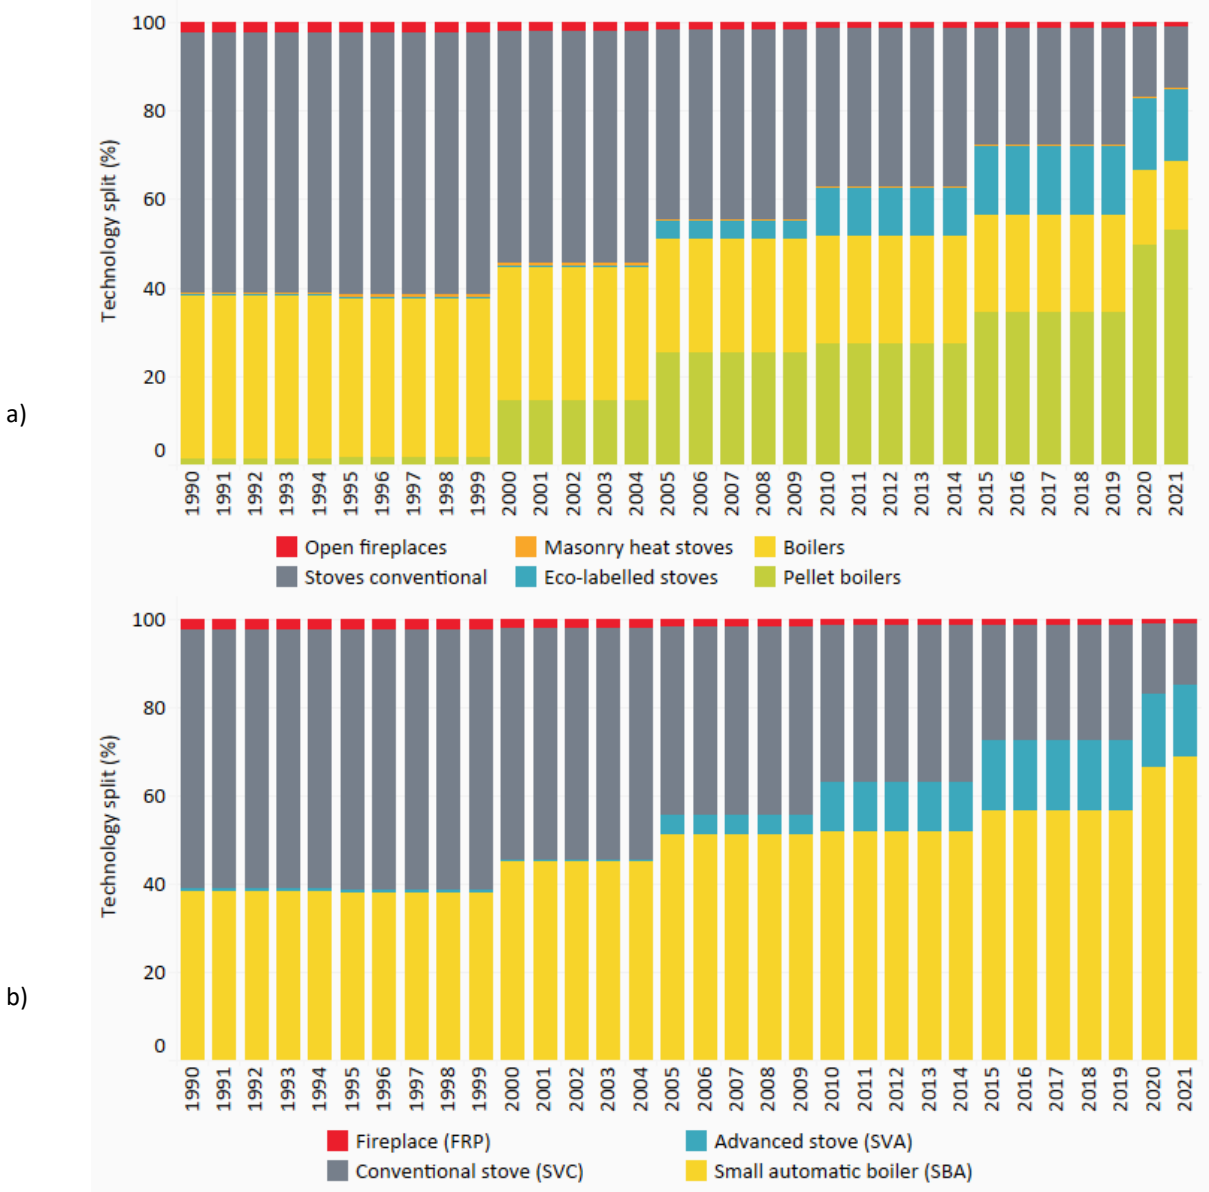 a)
Technology split (%)
100
80
60
40
20
0
1990 1991 1992 1993 1994 1995 1996 1997 1998 1999 2000 2001 2002 2003 2004 2005 2006 2007 2008 2009 2010 2011 2012 2013 2014 2015 2016 2017 2018 2019 2020 2021
Open fireplaces Masonry heat stoves Boilers
Stoves conventional Eco-labelled stoves Pellet boilers
b)
Technology split (%)
100
80
60
40
20
0
1990 1991 1992 1993 1994 1995 1996 1997 1998 1999 2000 2001 2002 2003 2004 2005 2006 2007 2008 2009 2010 2011 2012 2013 2014 2015 2016 2017 2018 2019 2020 2021
Fireplace (FRP) Advanced stove (SVA)
Conventional stove (SVC) Small automatic boiler (SBA)